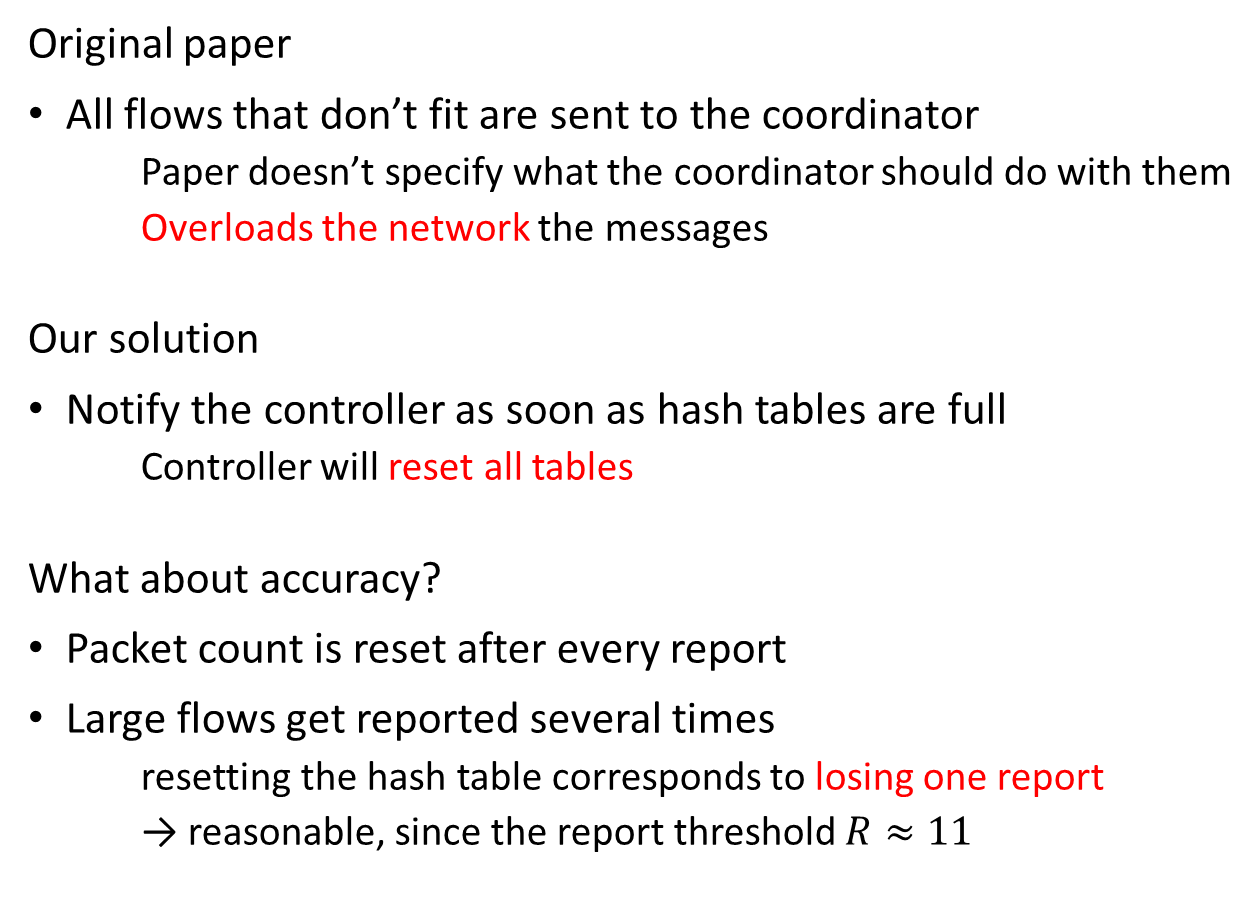 Original paper
• All flows that don’t fit are sent to the coordinator
Paper doesn’t specify what the coordinator should do with them
Overloads the network the messages
Our solution
• Notify the controller as soon as hash tables are full
Controller will reset all tables
What about accuracy?
• Packet count is reset after every report
• Large flows get reported several times
resetting the hash table corresponds to losing one report
→ reasonable, since the report threshold R ≈ 11